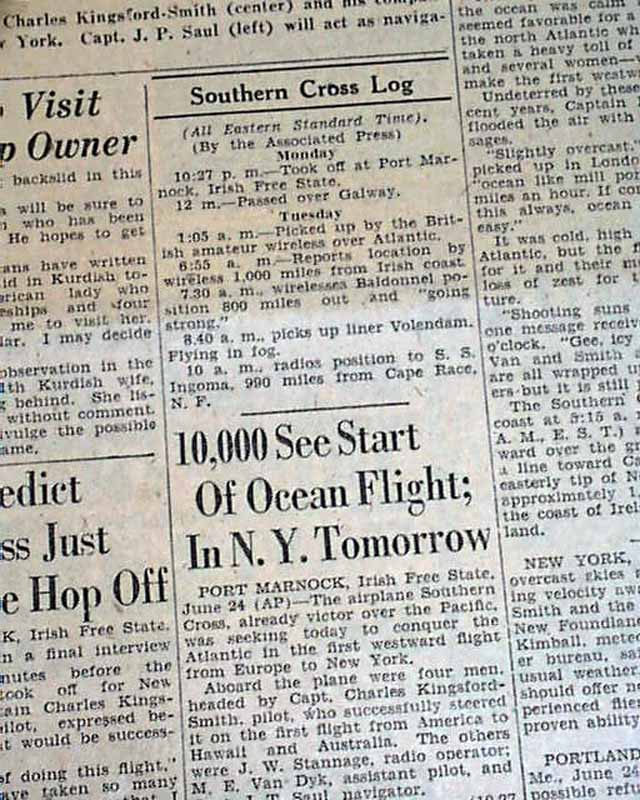 Charles Kingsford-Smith (center) and his
York. Capt. J. P. Saul (left) will act as naviga-
Visit
Owner
backslid in this
will be sure to
who has been
He hopes to get
have written
in Kurdish to-
lady who
and four
me to visit her.
I may decide
observation in the
Kurdish wife,
behind. She lis-
without comment.
the possible
edict
ss Just
e Hop Off
K, Irish Free State.
a final interview
minutes before the
took off for New
Captain Charles Kings-
pilot, expressed be-
it would be success-
of doing this flight,"
have taken so many
Southern Cross Log
(All Eastern Standard Time).
(By the Associated Press)
Monday
10:27 p. m.—Took off at Port Mar-
nock, Irish Free State.
12 m.—Passed over Galway.
Tuesday
1:05 a. m.—Picked up by the Brit-
ish amateur wireless over Atlantic.
6:55 a. m.—Reports location by
wireless 1,000 miles from Irish coast
7.30 a. m., wirelesses Baldonnel po-
sition 800 miles out and "going
strong."
8.40 a. m., picks up liner Volendam.
Flying in fog.
10 a. m., radios position to S. S.
Ingoma, 990 miles from Cape Race,
N. F.
10,000 See Start
Of Ocean Flight;
In N. Y. Tomorrow
PORT MARNOCK, Irish Free State,
June 24 (AP)—The airplane Southern
Cross, already victor over the Pacific,
was seeking today to conquer the
Atlantic in the first westward flight
from Europe to New York.
Aboard the plane were four men,
headed by Capt. Charles Kingsford-
Smith, pilot, who successfully steered
it on the first flight from America to
Hawaii and Australia. The others
were J. W. Stannage, radio operator;
M. E. Van Dyk, assistant pilot, and
J. T. Saul navigator.
the ocean was calm
seemed favorable for a
the north Atlantic wh
taken a heavy toll of
and several women—
make the first westw
Undeterred by these
cent years, Captain
flooded the air with
sages.
"Slightly overcast."
picked up in London
"ocean like mill pon
miles an hour. If con
this always, ocean
easy."
It was cold, high
Atlantic, but the f
for it and their
loss of zest for
ture.
"Shooting suns
one message receiv
o'clock. "Gee, icy
Van and Smith
are all wrapped u
ers but it is still
The Southern
coast at 5:15 a.
A. M., E. S. T.)
ward over the gr
a line toward C
easterly tip of N
approximately 1
the coast of Irel
land.
NEW YORK,
overcast skies a
ing velocity aw
Smith and the
New Foundlan
Kimball, mete
er bureau, sai
usual weather
should offer n
perienced flie
proven ability
PORTLAND
Me., June 24
possible